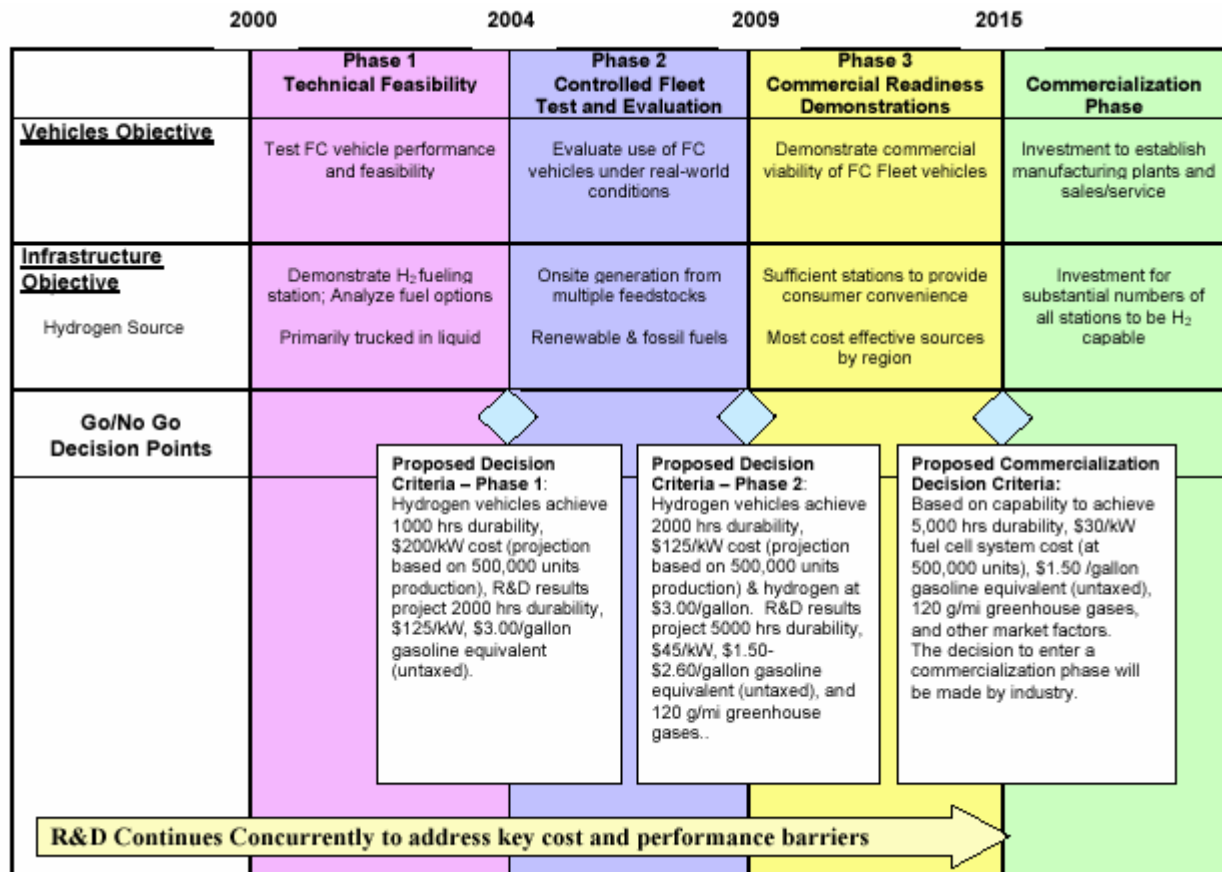 2000
2004
2009
2015
Phase 1
Technical Feasibility
Phase 2
Controlled Fleet
Test and Evaluation
Phase 3
Commercial Readiness
Demonstrations
Commercialization
Phase
Vehicles Objective
Test FC vehicle performance
and feasibility
Evaluate use of FC
vehicles under real-world
conditions
Demonstrate commercial
viability of FC Fleet vehicles
Investment to establish
manufacturing plants and
sales/service
Infrastructure
Objective
Hydrogen Source
Demonstrate H₂ fueling
station; Analyze fuel options
Primarily trucked in liquid
Onsite generation from
multiple feedstocks
Renewable & fossil fuels
Sufficient stations to provide
consumer convenience
Most cost effective sources
by region
Investment for
substantial numbers of
all stations to be H₂
capable
Go/No Go
Decision Points
Proposed Decision
Criteria – Phase 1:
Hydrogen vehicles achieve
1000 hrs durability,
$200/kW cost (projection
based on 500,000 units
production), R&D results
project 2000 hrs durability,
$125/kW, $3.00/gallon
gasoline equivalent
(untaxed).
Proposed Decision
Criteria – Phase 2:
Hydrogen vehicles achieve
2000 hrs durability,
$125/kW cost (projection
based on 500,000 units
production) & hydrogen at
$3.00/gallon. R&D results
project 5000 hrs durability,
$45/kW, $1.50-
$2.60/gallon gasoline
equivalent (untaxed), and
120 g/mi greenhouse
gases..
Proposed Commercialization
Decision Criteria:
Based on capability to achieve
5,000 hrs durability, $30/kW
fuel cell system cost (at
500,000 units), $1.50 /gallon
gasoline equivalent (untaxed),
120 g/mi greenhouse gases,
and other market factors.
The decision to enter a
commercialization phase will
be made by industry.
R&D Continues Concurrently to address key cost and performance barriers